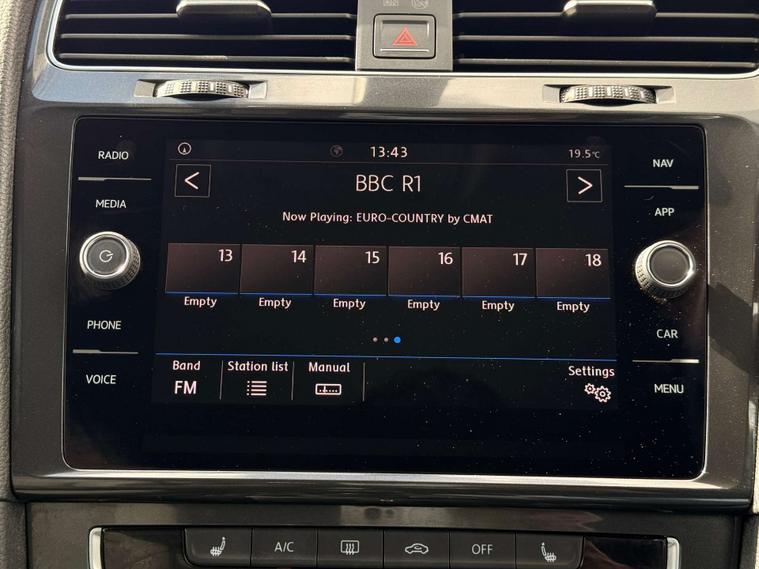 RADIO
MEDIA
PHONE
VOICE
13:43
19.5°C
< BBC R1 >
Now Playing: EURO-COUNTRY by CMAT
13 14 15 16 17 18
Empty Empty Empty Empty Empty Empty
Band Station list Manual Settings
FM
NAV
APP
CAR
MENU
A/C OFF